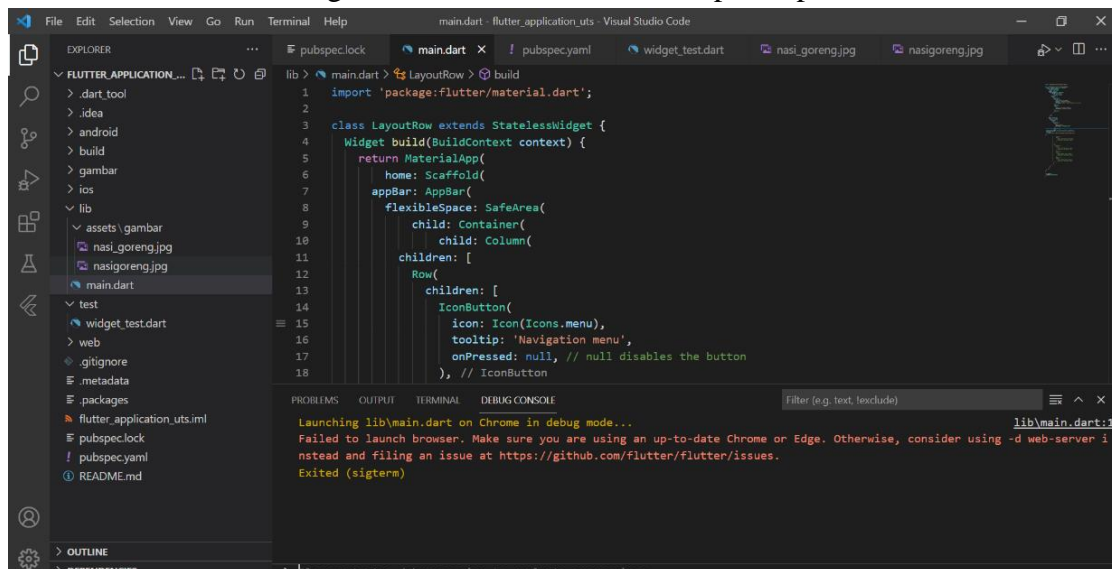 File Edit Selection View Go Run Terminal Help
main.dart - flutter_application_uts - Visual Studio Code
EXPLORER
pubspec.lock
main.dart
pubspec.yaml
widget_test.dart
nasi_goreng.jpg
nasigoreng.jpg
FLUTTER_APPLICATION_...
.dart_tool
.idea
android
build
gambar
ios
lib
assets \ gambar
nasi_goreng.jpg
nasigoreng.jpg
main.dart
test
widget_test.dart
web
.gitignore
.metadata
.packages
flutter_application_uts.iml
pubspec.lock
pubspec.yaml
README.md
OUTLINE
lib > main.dart > LayoutRow > build
1 import 'package:flutter/material.dart';
2
3 class LayoutRow extends StatelessWidget {
4 Widget build(BuildContext context) {
5 return MaterialApp(
6 home: Scaffold(
7 appBar: AppBar(
8 flexibleSpace: SafeArea(
9 child: Container(
10 child: Column(
11 children: [
12 Row(
13 children: [
14 IconButton(
15 icon: Icon(Icons.menu),
16 tooltip: 'Navigation menu',
17 onPressed: null, // null disables the button
18 ), // IconButton
PROBLEMS OUTPUT TERMINAL DEBUG CONSOLE
Filter (e.g. text, !exclude)
Launching lib\main.dart on Chrome in debug mode...
lib\main.dart:1
Failed to launch browser. Make sure you are using an up-to-date Chrome or Edge. Otherwise, consider using -d web-server i
nstead and filing an issue at https://github.com/flutter/flutter/issues.
Exited (sigterm)